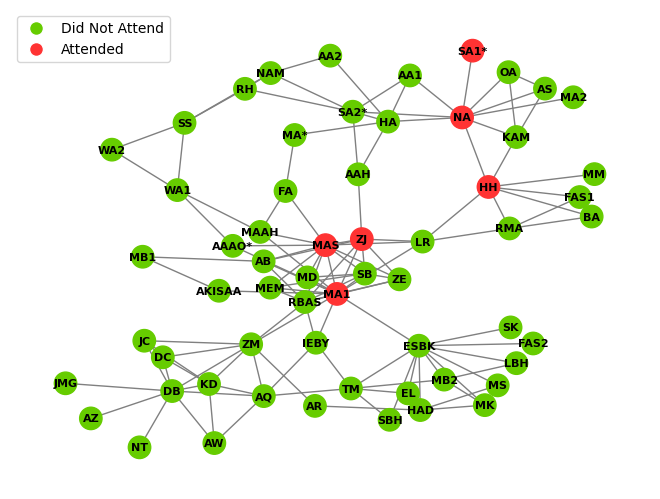 Did Not Attend
Attended
SA1*
AA2
NAM
AA1
OA
RH
AS
MA2
SA2*
NA
HA
SS
MA*
KAM
WA2
AAH
MM
HH
WA1
FA
FAS1
BA
RMA
MAAH
ZJ
LR
AAAO*
MAS
MB1
AB
SB
MD
ZE
MEM
AKISAA
MA1
RBAS
SK
JC
ZM
IEBY
ESBK
FAS2
DC
LBH
JMG
KD
MB2
MS
DB
TM
EL
AQ
AR
MK
HAD
AZ
SBH
AW
NT